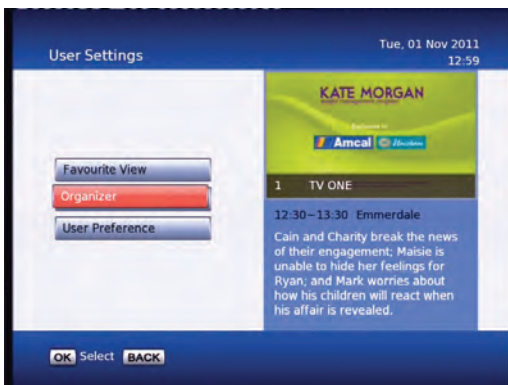 User Settings
Tue, 01 Nov 2011
12:59
KATE MORGAN
Amcal
Favourite View
Organizer
User Preference
1 TV ONE
12:30~13:30 Emmerdale
Cain and Charity break the news
of their engagement; Maisie is
unable to hide her feelings for
Ryan; and Mark worries about
how his children will react when
his affair is revealed.
OK Select BACK